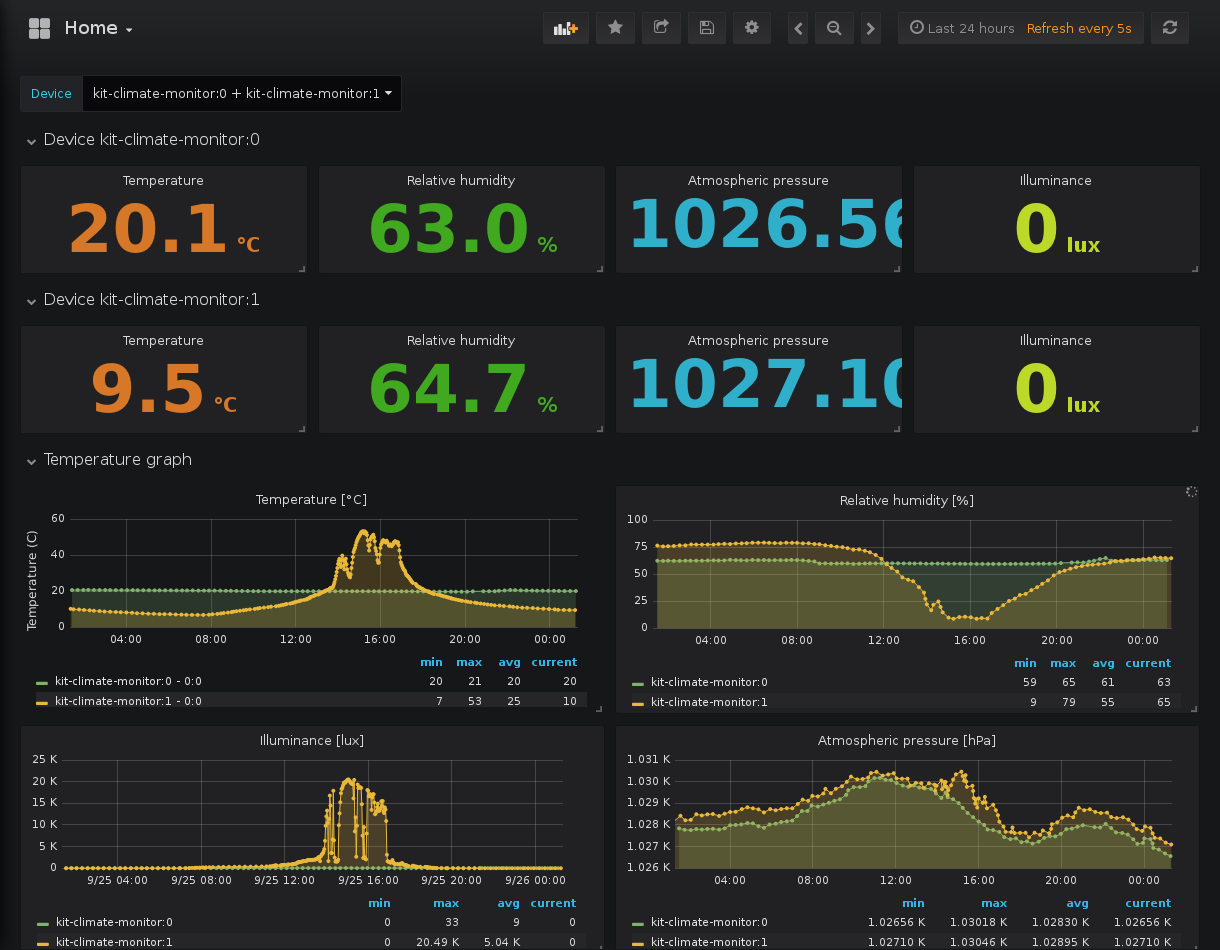 Home
Last 24 hours Refresh every 5s
Device kit-climate-monitor:0 + kit-climate-monitor:1
Device kit-climate-monitor:0
Temperature Relative humidity Atmospheric pressure Illuminance
20.1 °C 63.0 % 1026.56 0 lux
Device kit-climate-monitor:1
Temperature Relative humidity Atmospheric pressure Illuminance
9.5 °C 64.7 % 1027.10 0 lux
Temperature graph
Temperature [°C]
Temperature (C)
60
40
20
0
04:00 08:00 12:00 16:00 20:00 00:00
min max avg current
kit-climate-monitor:0 - 0:0 20 21 20 20
kit-climate-monitor:1 - 0:0 7 53 25 10
Relative humidity [%]
100
75
50
25
0
04:00 08:00 12:00 16:00 20:00 00:00
min max avg current
kit-climate-monitor:0 59 65 61 63
kit-climate-monitor:1 9 79 55 65
Illuminance [lux]
25 K
20 K
15 K
10 K
5 K
0
9/25 04:00 9/25 08:00 9/25 12:00 9/25 16:00 9/25 20:00 9/26 00:00
min max avg current
kit-climate-monitor:0 0 33 9 0
kit-climate-monitor:1 0 20.49 K 5.04 K 0
Atmospheric pressure [hPa]
1.031 K
1.030 K
1.029 K
1.028 K
1.027 K
1.026 K
04:00 08:00 12:00 16:00 20:00 00:00
min max avg current
kit-climate-monitor:0 1.02656 K 1.03018 K 1.02830 K 1.02656 K
kit-climate-monitor:1 1.02710 K 1.03046 K 1.02895 K 1.02710 K